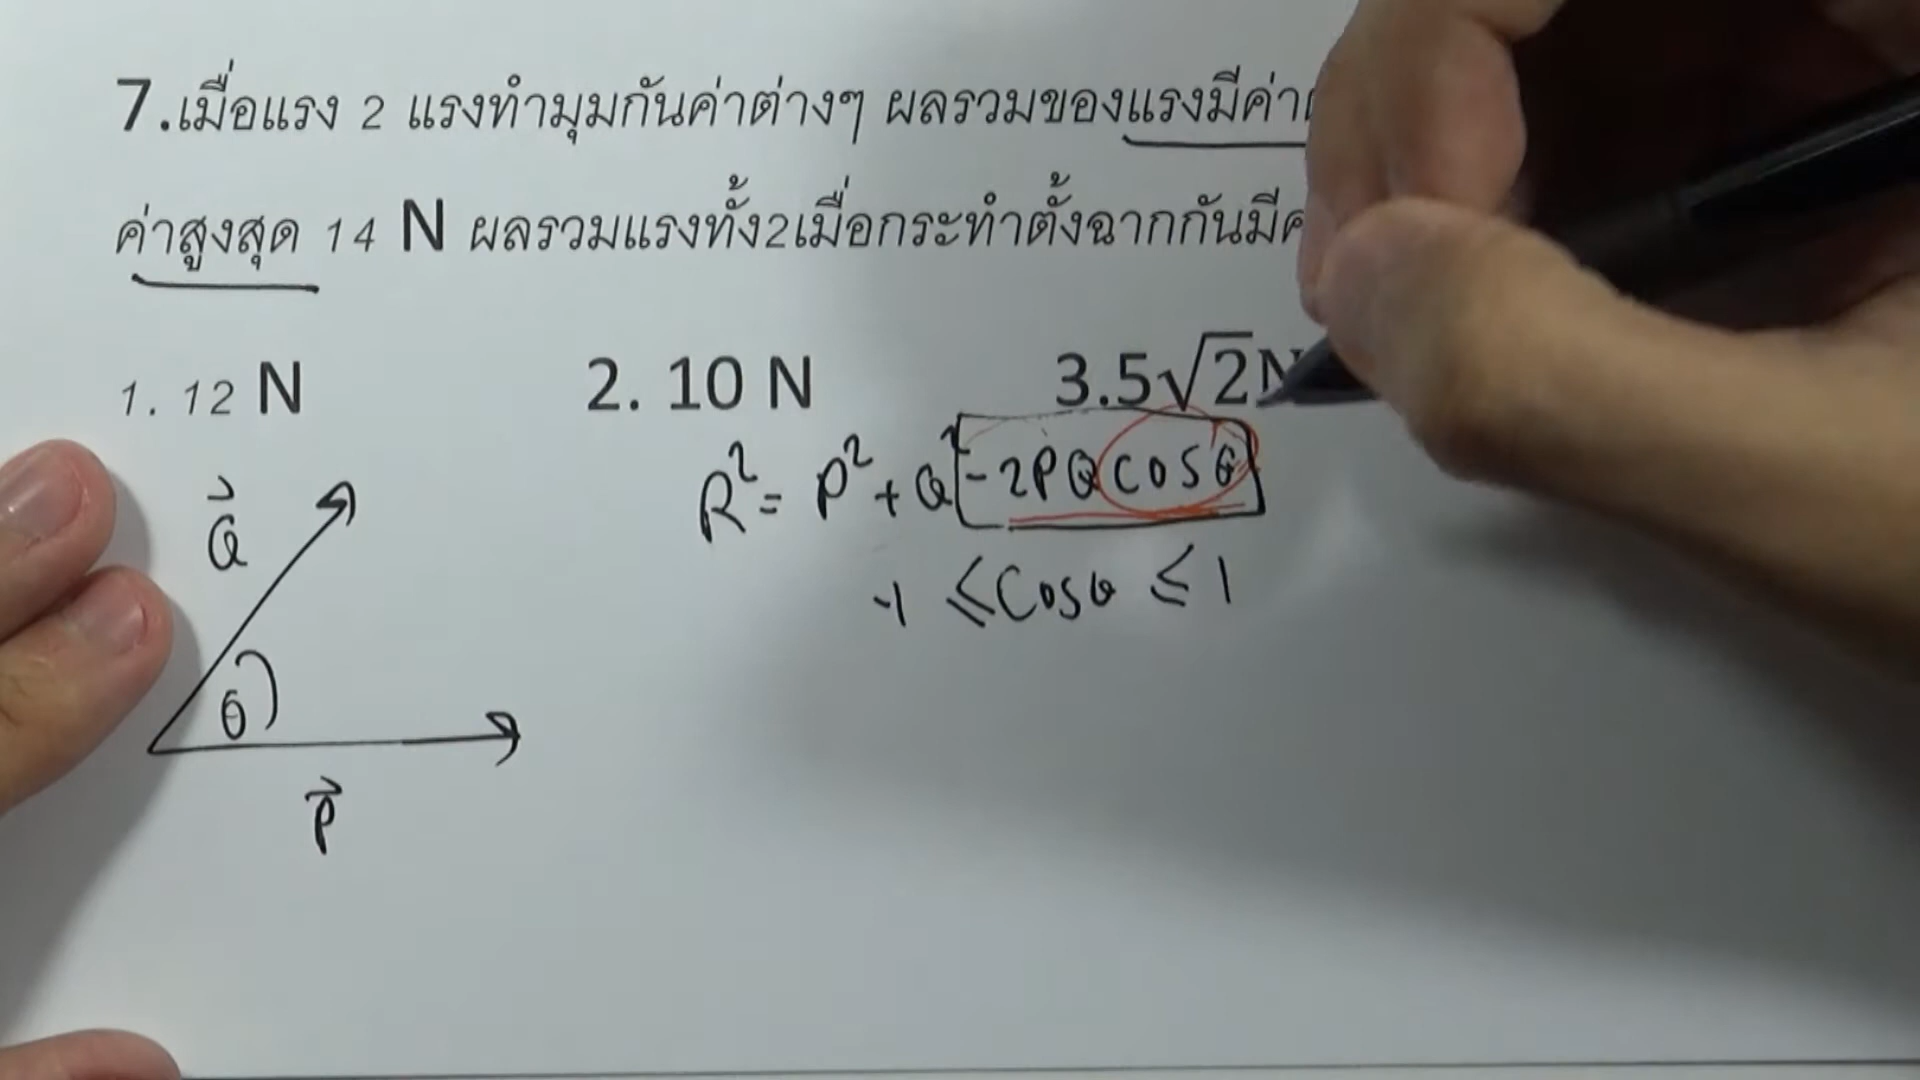 7.เมื่อแรง 2 แรงทำมุมกันค่าต่างๆ ผลรวมของแรงมีค่า
ค่าสูงสุด 14 N ผลรวมแรงทั้ง2เมื่อกระทำตั้งฉากกันมี
1. 12 N 2. 10 N 3.5√2N
R² = P² + Q² - 2PQ cosθ
-1 ≤ Cosθ ≤ 1
Q⃗
θ
P⃗